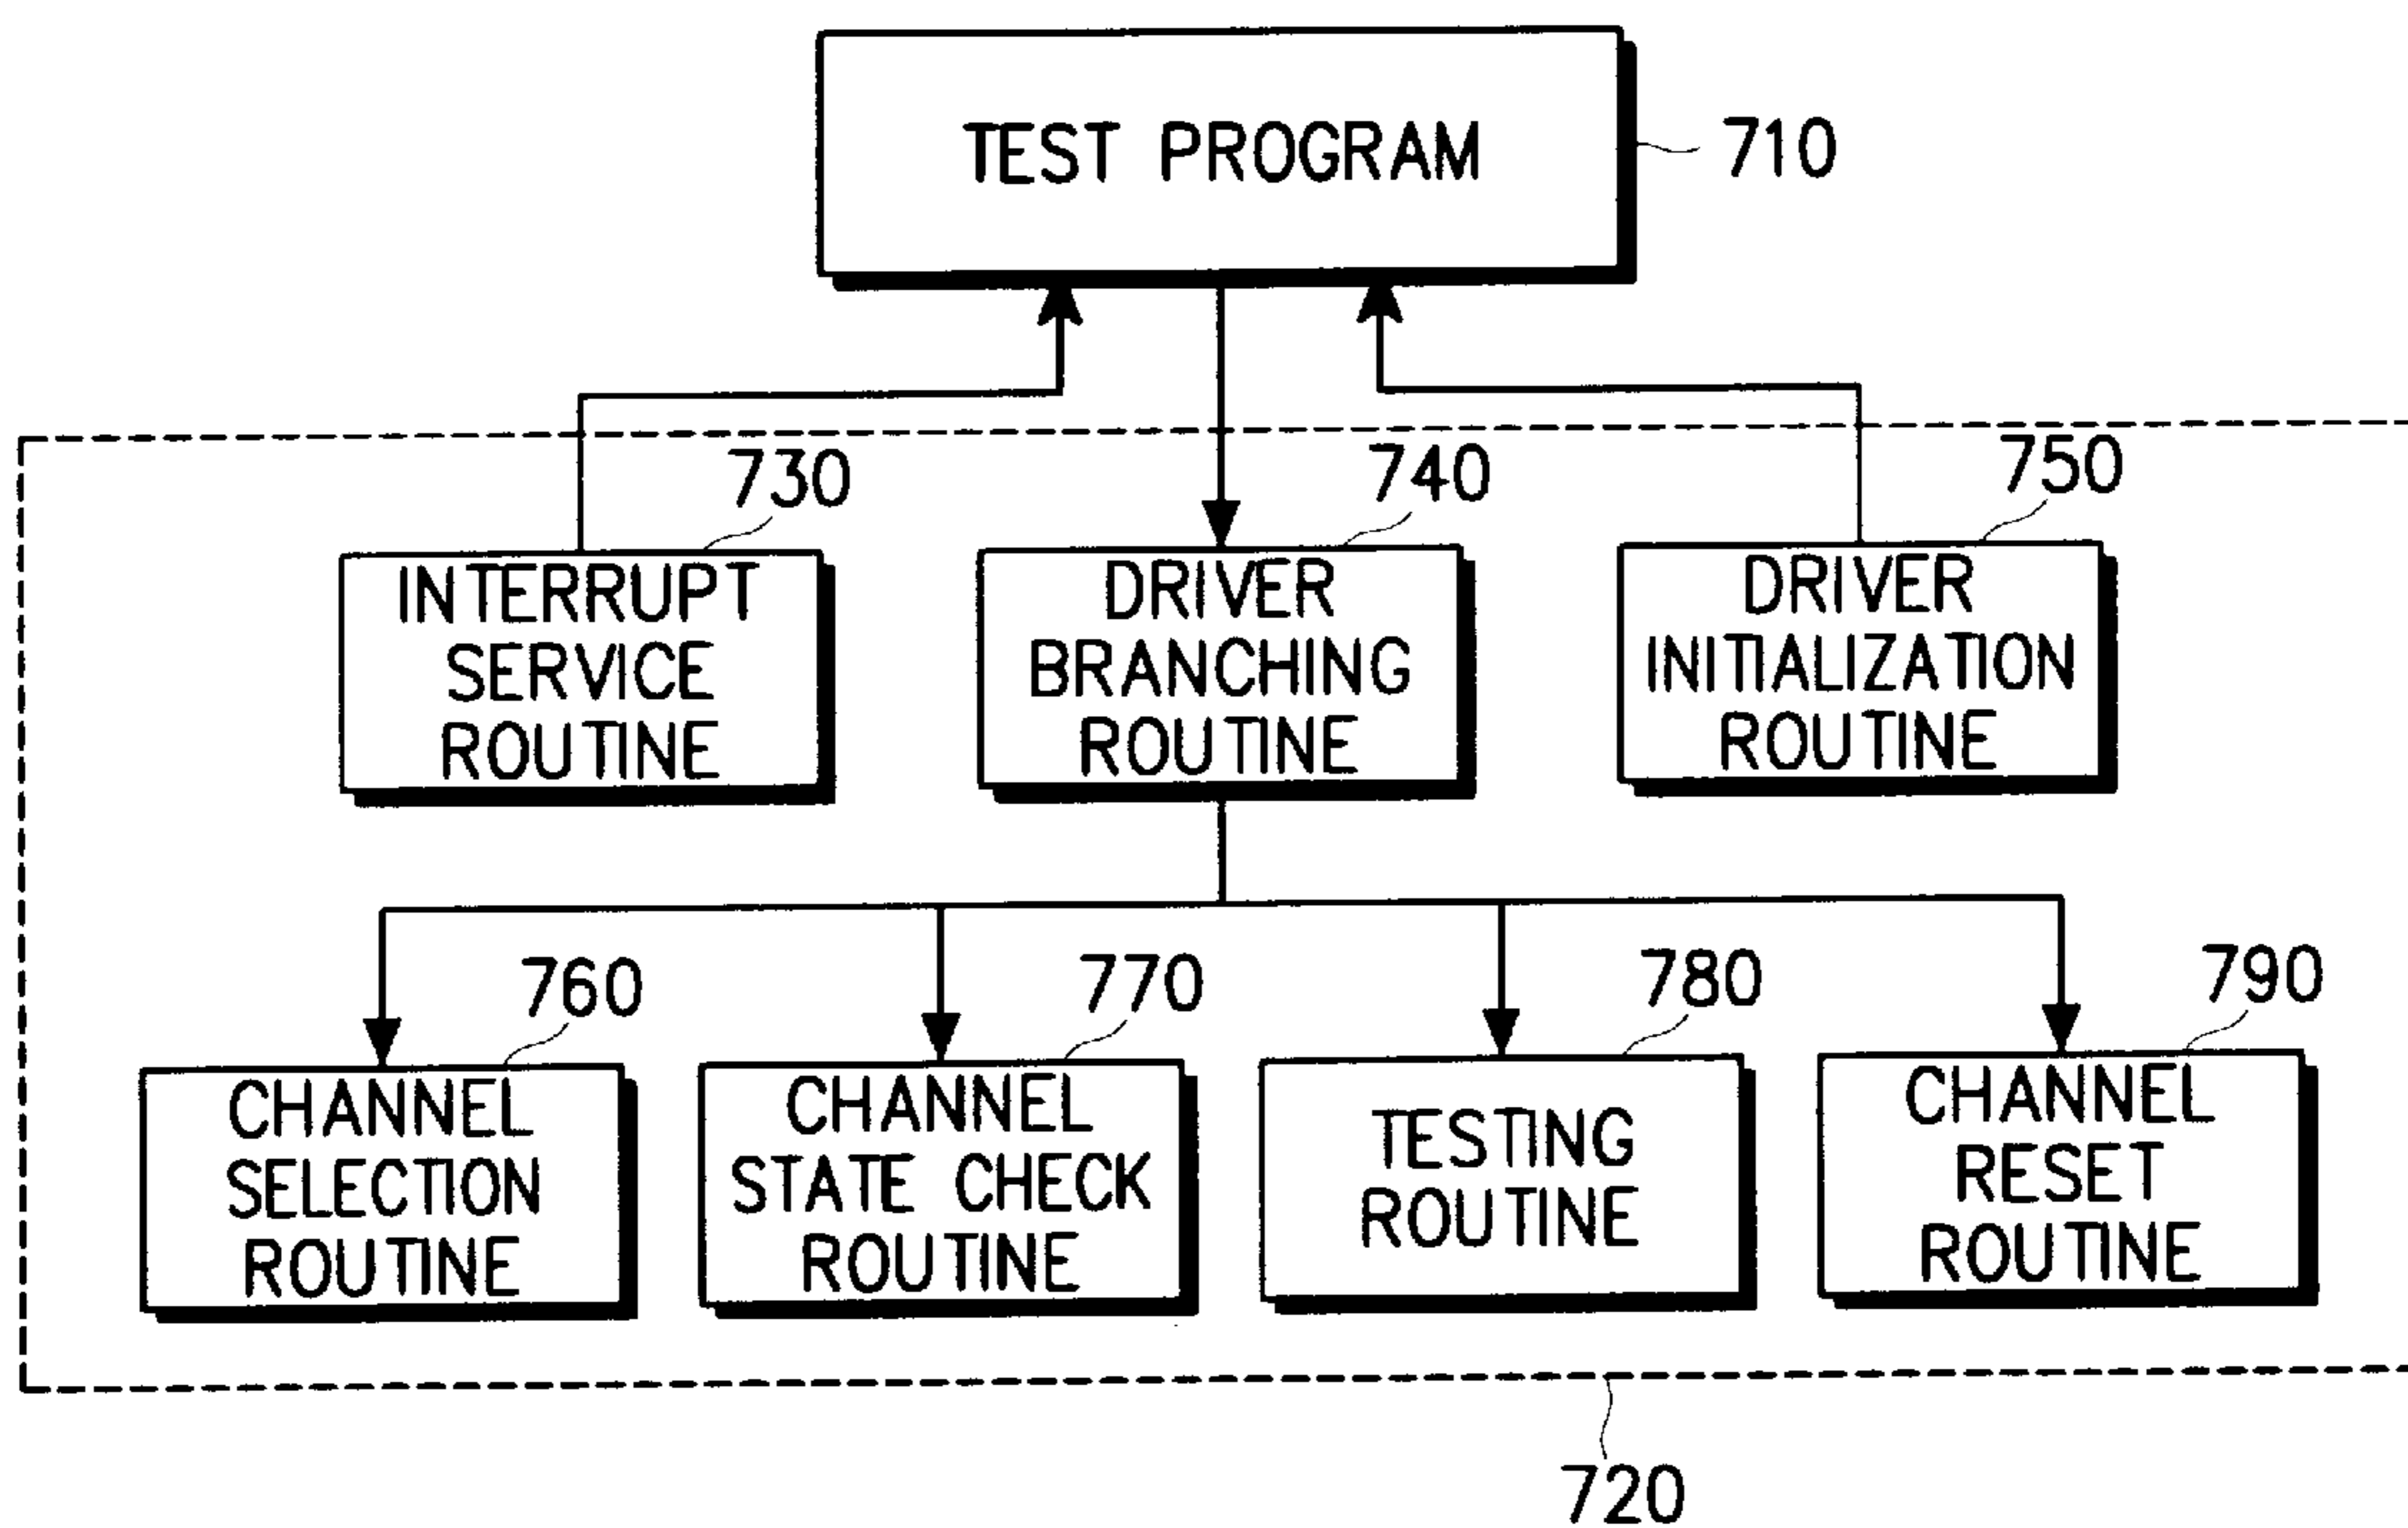 TEST PROGRAM
710
730
740
750
INTERRUPT
SERVICE
ROUTINE
DRIVER
BRANCHING
ROUTINE
DRIVER
INITIALIZATION
ROUTINE
760
770
780
790
CHANNEL
SELECTION
ROUTINE
CHANNEL
STATE CHECK
ROUTINE
TESTING
ROUTINE
CHANNEL
RESET
ROUTINE
720